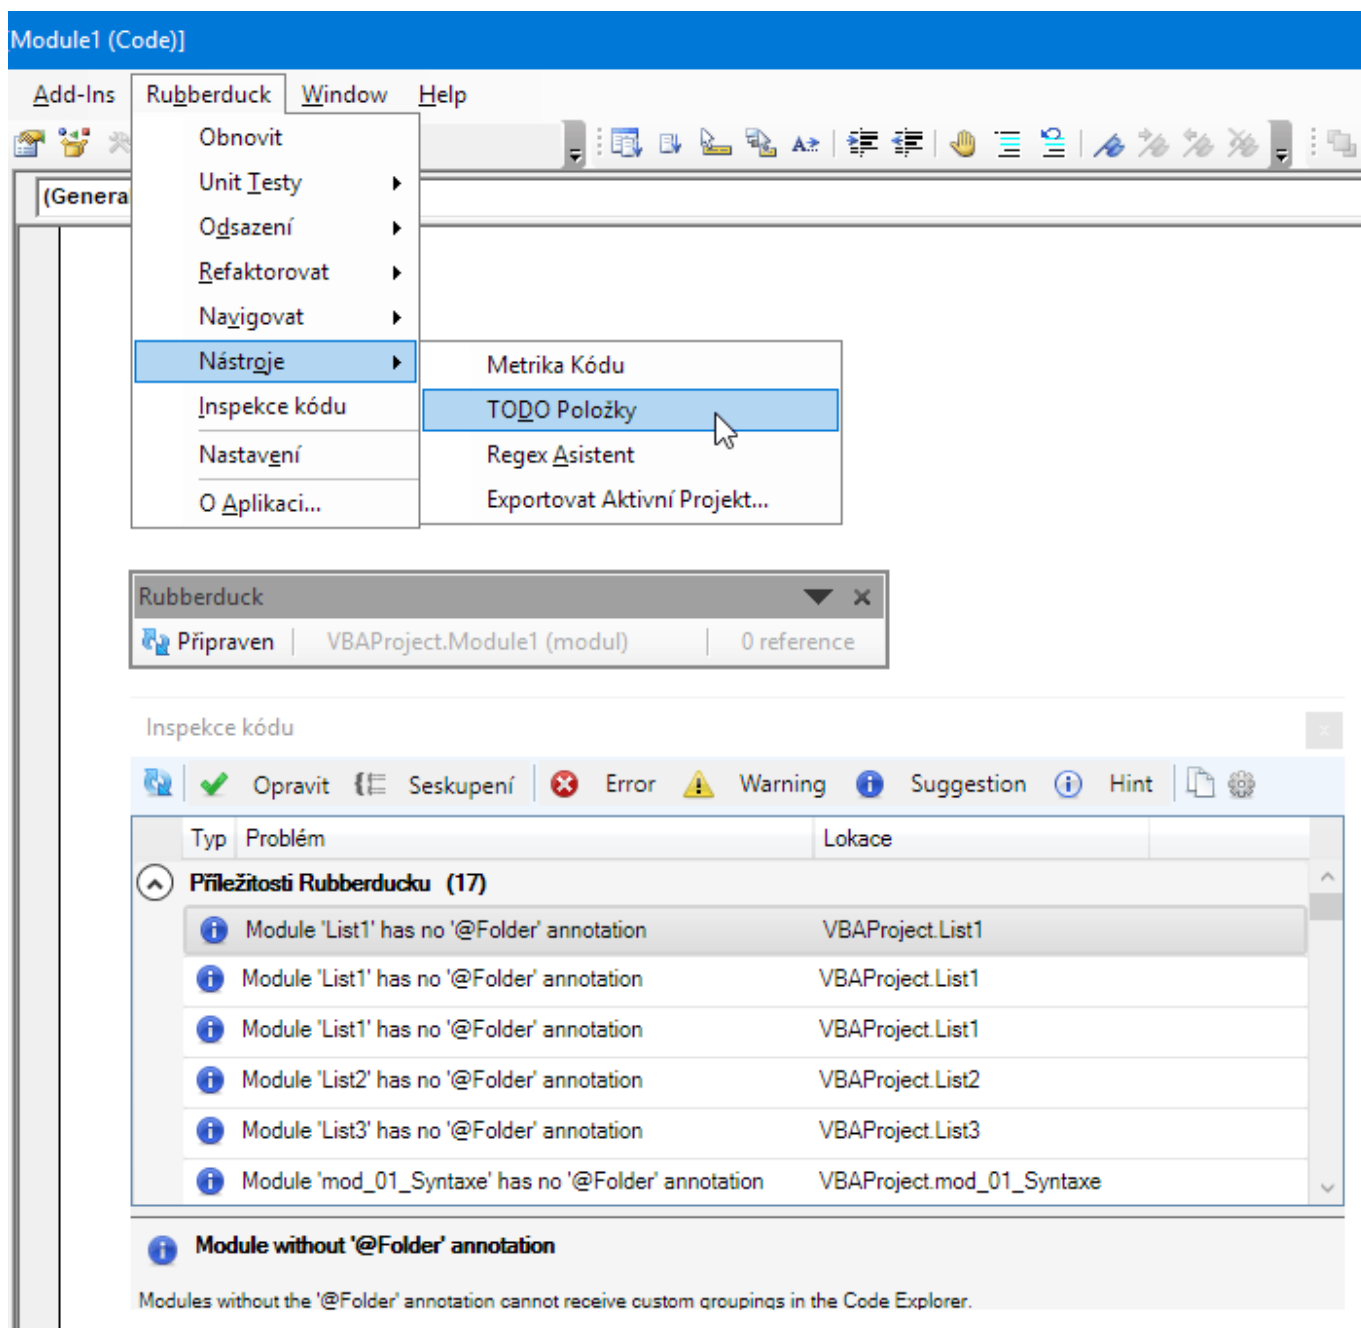 Module1 (Code)]
Add-Ins Rubberduck Window Help
Obnovit
Unit Testy
(Genera
Odsazení
Refaktorovat
Navigovat
Nástroje
Metrika Kódu
Inspekce kódu
TODO Položky
Nastavení
Regex Asistent
O Aplikaci...
Exportovat Aktivní Projekt...
Rubberduck
Připraven VBAProject.Module1 (modul) 0 reference
Inspekce kódu
Opravit Seskupení Error Warning Suggestion Hint
Typ Problém Lokace
Příležitosti Rubberducku (17)
Module 'List1' has no '@Folder' annotation VBAProject.List1
Module 'List1' has no '@Folder' annotation VBAProject.List1
Module 'List1' has no '@Folder' annotation VBAProject.List1
Module 'List2' has no '@Folder' annotation VBAProject.List2
Module 'List3' has no '@Folder' annotation VBAProject.List3
Module 'mod_01_Syntaxe' has no '@Folder' annotation VBAProject.mod_01_Syntaxe
Module without '@Folder' annotation
Modules without the '@Folder' annotation cannot receive custom groupings in the Code Explorer.